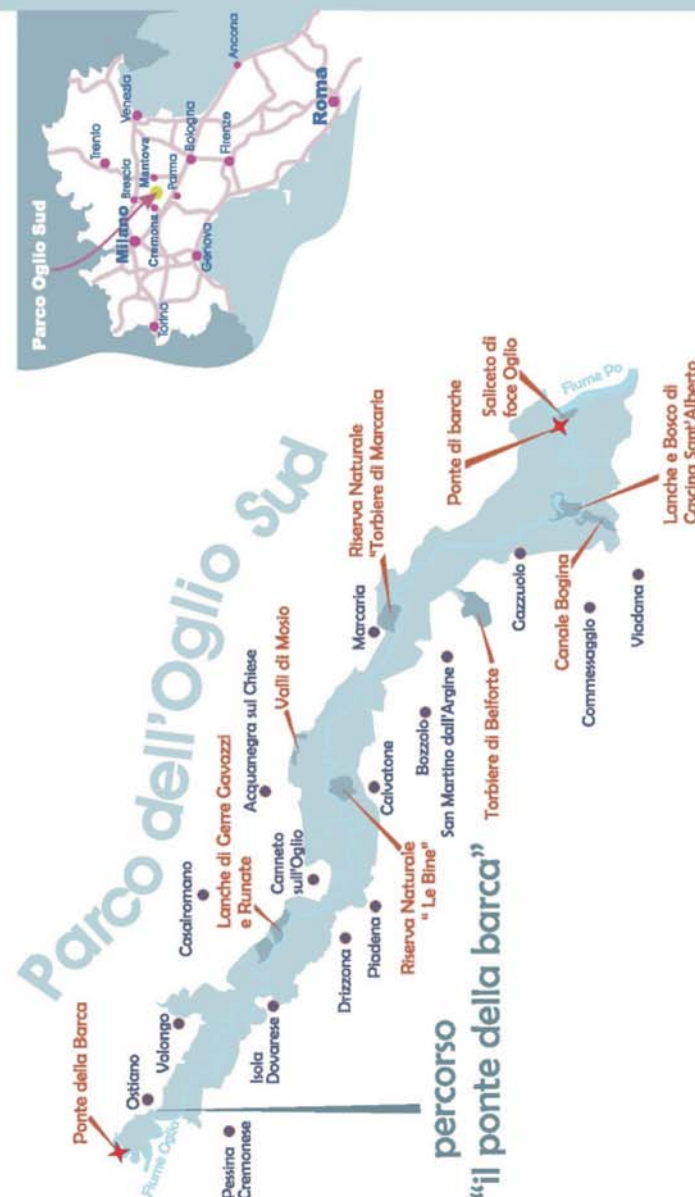 Parco Oglio Sud
Trento
Venezia
Brescia
Milano
Mantova
Cremona
Torino
Parma
Bologna
Genova
Firenze
Ancona
Roma
Parco dell'Oglio Sud
Ponte della Barca
Ostiano
Volongo
Fiume Oglio
Pessina
Cremonese
Isola
Dovarese
Casalromano
Lanche di Gerre Gavazzi
e Runate
Canneto
sull'Oglio
Acquanegra sul Chiese
Valli di Mosio
Drizzona
Piadena
Riserva Naturale
" Le Bine"
Calvatone
Bozzolo
San Martino dall'Argine
Marcaria
Riserva Naturale
"Torbiere di Marcaria
Torbiere di Belforte
Gazzuolo
Ponte di barche
Saliceto di
foce Oglio
Fiume Po
Canale Bogina
Commessaggio
Viadana
Lanche e Bosco di
Cascina Sant'Alberto
percorso
"il ponte della barca"